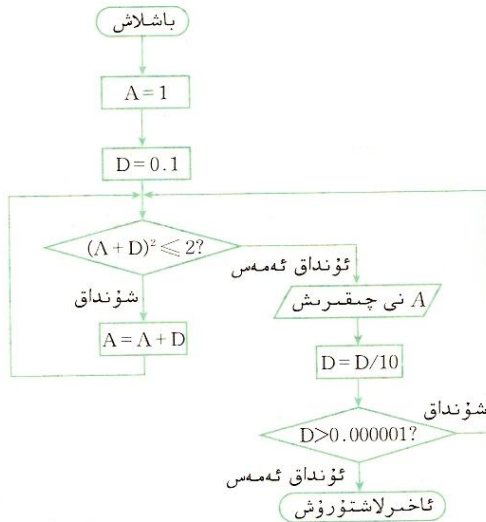 باشلاش
A = 1
D = 0.1
(A + D)² ⩽ 2?
ئۇنداق ئەمەس
شۇنداق
A نى چىقىرىش
A = A + D
D = D/10
شۇنداق
D>0.000001?
ئۇنداق ئەمەس
ئاخىرلاشتۇرۇش